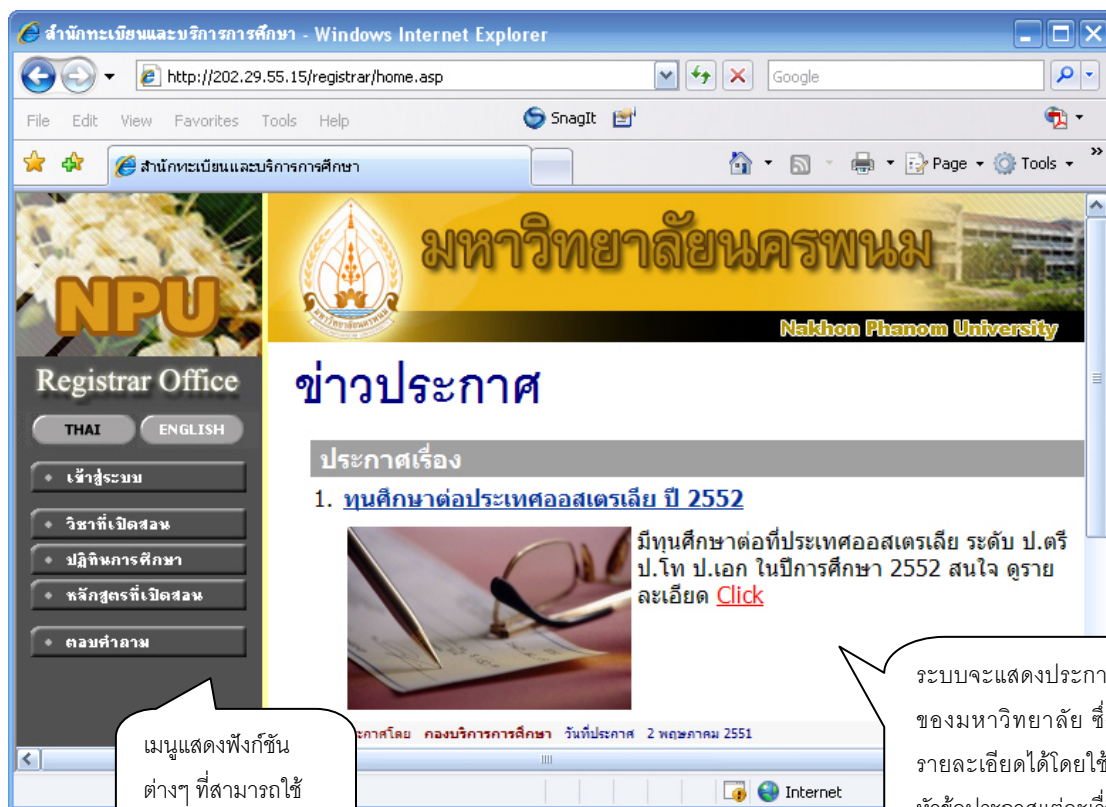 สำนักทะเบียนและบริการการศึกษา - Windows Internet Explorer
http://202.29.55.15/registrar/home.asp
Google
File Edit View Favorites Tools Help
SnagIt
สำนักทะเบียนและบริการการศึกษา
Page
Tools
NPU
มหาวิทยาลัยนครพนม
มหาวิทยาลัยนครพนม
Nakhon Phanom University
Registrar Office
THAI
ENGLISH
เข้าสู่ระบบ
วิชาที่เปิดสอน
ปฏิทินการศึกษา
หลักสูตรที่เปิดสอน
ตอบคำถาม
ข่าวประกาศ
ประกาศเรื่อง
1. ทุนศึกษาต่อประเทศออสเตรเลีย ปี 2552
มีทุนศึกษาต่อที่ประเทศออสเตรเลีย ระดับ ป.ตรี
ป.โท ป.เอก ในปีการศึกษา 2552 สนใจ ดูราย
ละเอียด Click
กาศโดย กองบริการการศึกษา วันที่ประกาศ 2 พฤษภาคม 2551
เมนูแสดงฟังก์ชัน
ต่างๆ ที่สามารถใช้
ระบบจะแสดงประกา
ของมหาวิทยาลัย ซึ่
รายละเอียดได้โดยใช้
Internet